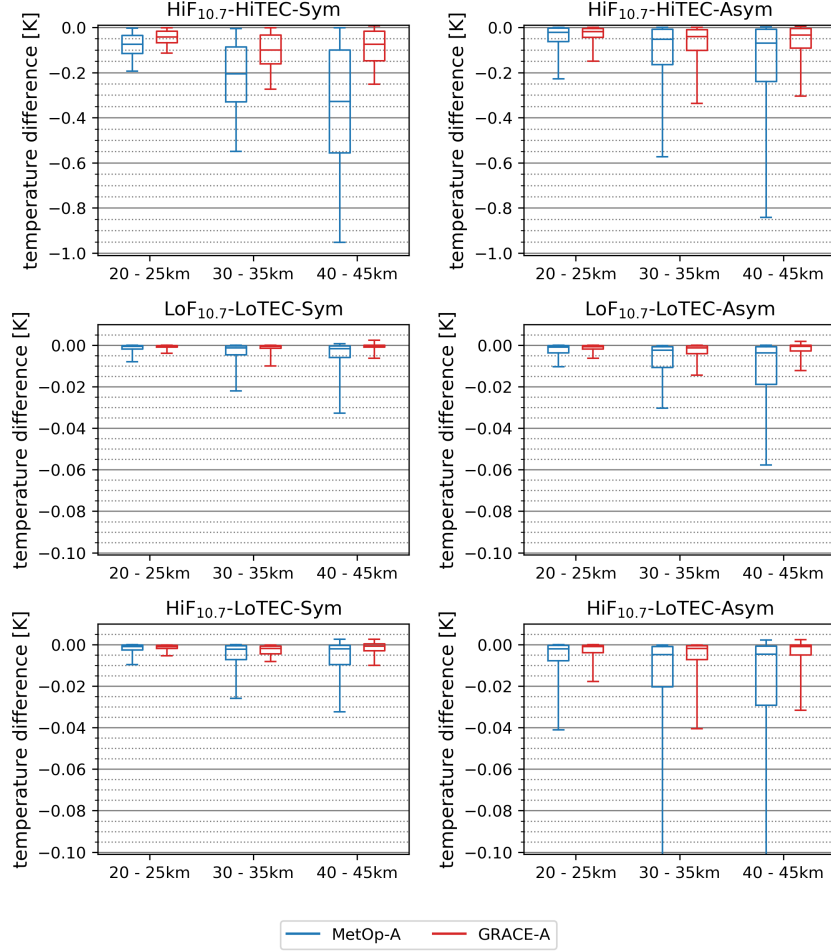 HiF10.7-HiTEC-Sym
HiF10.7-HiTEC-Asym
temperature difference [K]
0.0
−0.2
−0.4
−0.6
−0.8
−1.0
20 - 25km 30 - 35km 40 - 45km
temperature difference [K]
0.0
−0.2
−0.4
−0.6
−0.8
−1.0
20 - 25km 30 - 35km 40 - 45km
LoF10.7-LoTEC-Sym
LoF10.7-LoTEC-Asym
temperature difference [K]
0.00
−0.02
−0.04
−0.06
−0.08
−0.10
20 - 25km 30 - 35km 40 - 45km
temperature difference [K]
0.00
−0.02
−0.04
−0.06
−0.08
−0.10
20 - 25km 30 - 35km 40 - 45km
HiF10.7-LoTEC-Sym
HiF10.7-LoTEC-Asym
temperature difference [K]
0.00
−0.02
−0.04
−0.06
−0.08
−0.10
20 - 25km 30 - 35km 40 - 45km
temperature difference [K]
0.00
−0.02
−0.04
−0.06
−0.08
−0.10
20 - 25km 30 - 35km 40 - 45km
MetOp-A GRACE-A